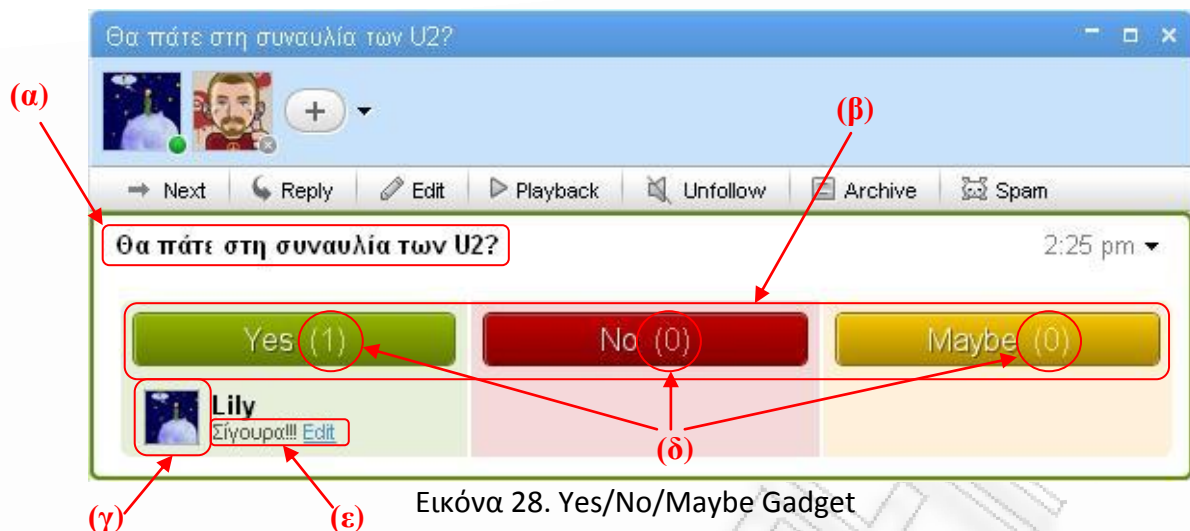 Θα πάτε στη συναυλία των U2?
(α)
(β)
Next Reply Edit Playback Unfollow Archive Spam
Θα πάτε στη συναυλία των U2? 2:25 pm
Yes (1) No (0) Maybe (0)
Lily
Σίγουρα!!! Edit
(δ)
Εικόνα 28. Yes/No/Maybe Gadget
(γ) (ε)